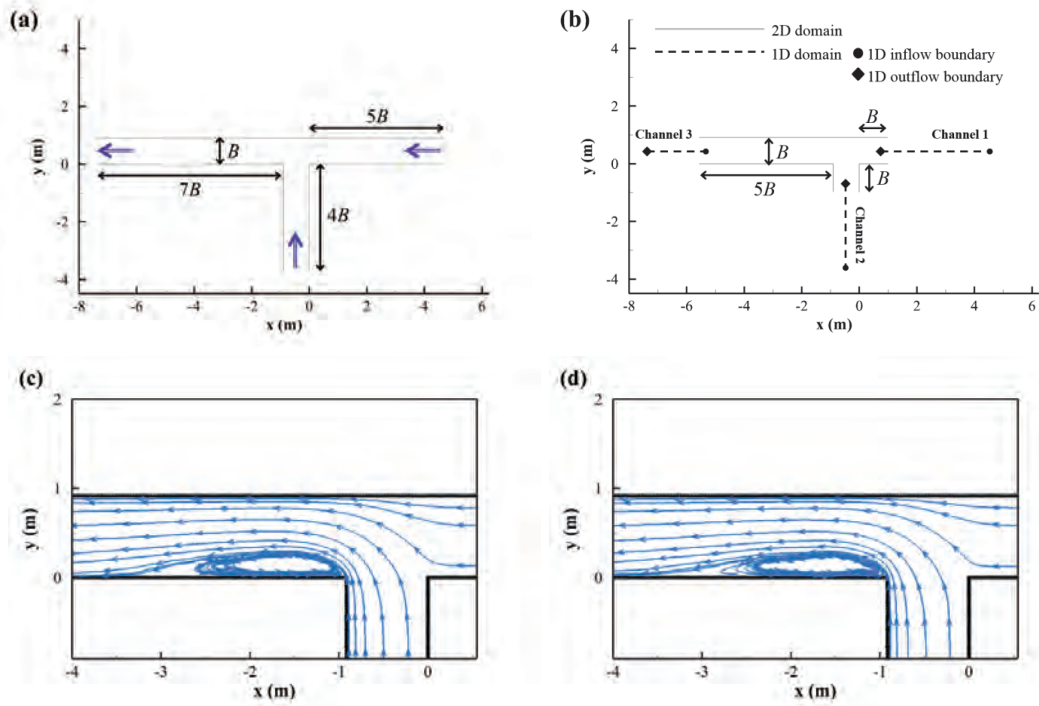 (a)
4
2
0
-2
-4
y (m)
5B
B
7B
4B
-8 -6 -4 -2 0 2 4 6
x (m)
(b)
2D domain
1D domain
1D inflow boundary
1D outflow boundary
4
2
0
-2
-4
y (m)
Channel 3
B
Channel 1
B
5B
B
Channel 2
-8 -6 -4 -2 0 2 4 6
x (m)
(c)
2
1
0
y (m)
-4 -3 -2 -1 0
x (m)
(d)
2
1
0
y (m)
-4 -3 -2 -1 0
x (m)